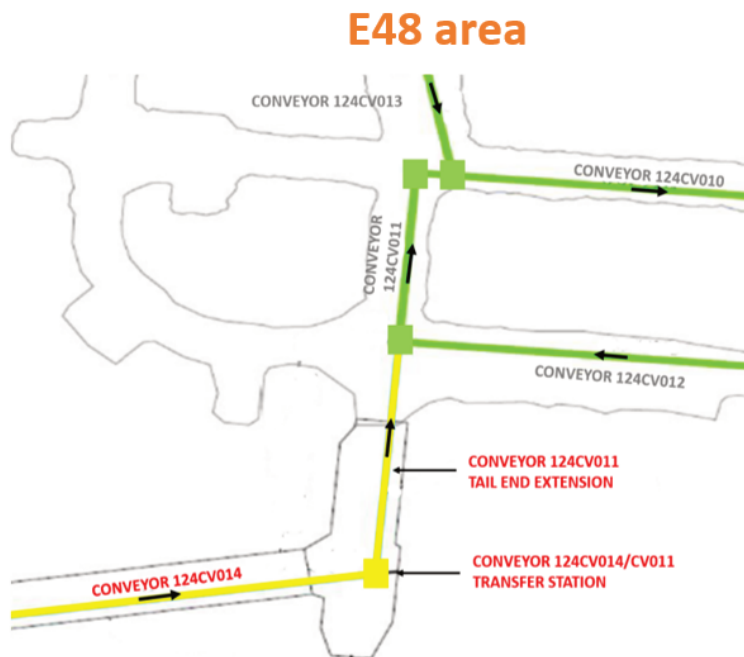 E48 area
CONVEYOR 124CV013
CONVEYOR 124CV010
CONVEYOR
124CV011
CONVEYOR 124CV012
CONVEYOR 124CV011
TAIL END EXTENSION
CONVEYOR 124CV014/CV011
TRANSFER STATION
CONVEYOR 124CV014